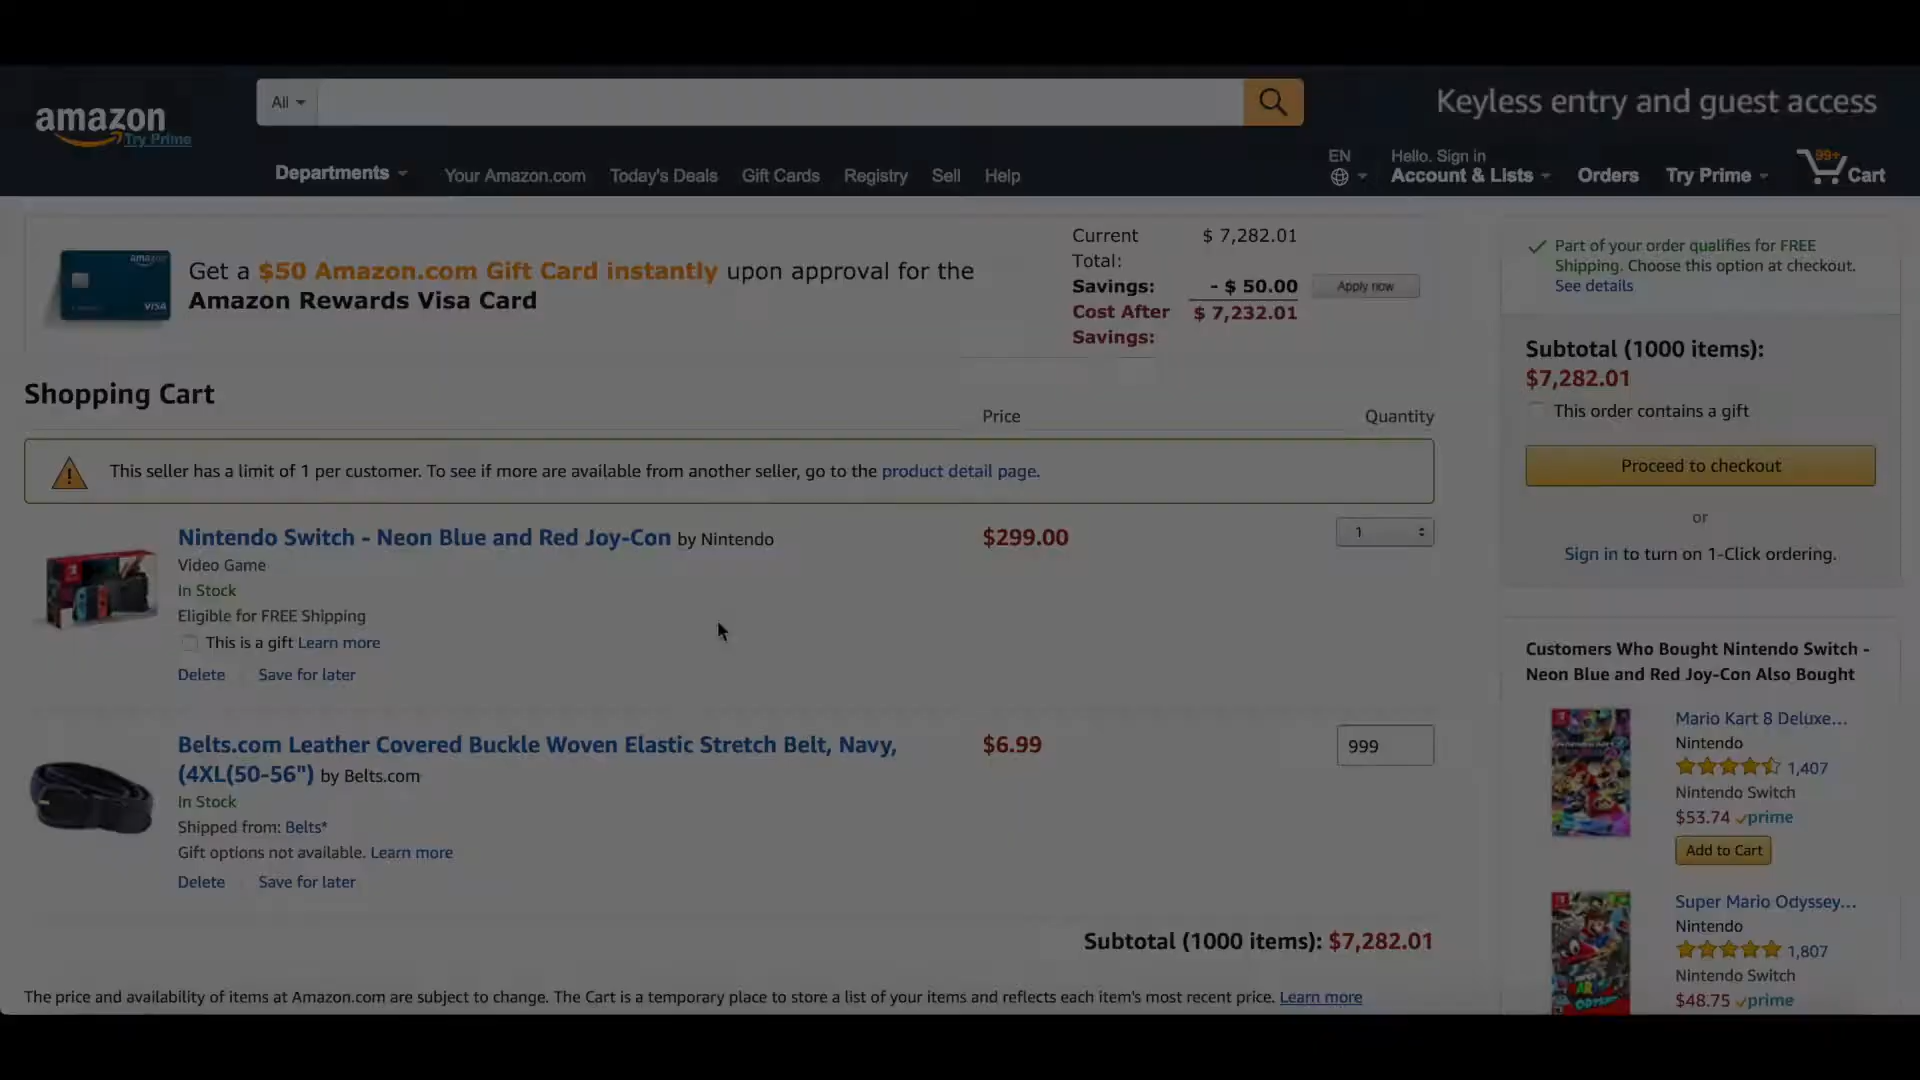 amazon
Try Prime
All
Keyless entry and guest access
Departments
Your Amazon.com
Today's Deals
Gift Cards
Registry
Sell
Help
EN
Hello. Sign in
Account & Lists
Orders
Try Prime
99+
Cart
amazon
VISA
Get a $50 Amazon.com Gift Card instantly upon approval for the
Amazon Rewards Visa Card
Current
Total:
$ 7,282.01
Savings:
- $ 50.00
Apply now
Cost After
Savings:
$ 7,232.01
Part of your order qualifies for FREE
Shipping. Choose this option at checkout.
See details
Subtotal (1000 items):
$7,282.01
This order contains a gift
Proceed to checkout
or
Sign in to turn on 1-Click ordering.
Shopping Cart
Price
Quantity
This seller has a limit of 1 per customer. To see if more are available from another seller, go to the product detail page.
Nintendo Switch - Neon Blue and Red Joy-Con by Nintendo
$299.00
1
Video Game
In Stock
Eligible for FREE Shipping
This is a gift Learn more
Delete
Save for later
Belts.com Leather Covered Buckle Woven Elastic Stretch Belt, Navy,
(4XL(50-56") by Belts.com
$6.99
999
In Stock
Shipped from: Belts*
Gift options not available. Learn more
Delete
Save for later
Subtotal (1000 items): $7,282.01
The price and availability of items at Amazon.com are subject to change. The Cart is a temporary place to store a list of your items and reflects each item's most recent price. Learn more
Customers Who Bought Nintendo Switch -
Neon Blue and Red Joy-Con Also Bought
Mario Kart 8 Deluxe...
Nintendo
1,407
Nintendo Switch
$53.74 prime
Add to Cart
Super Mario Odyssey...
Nintendo
1,807
Nintendo Switch
$48.75 prime